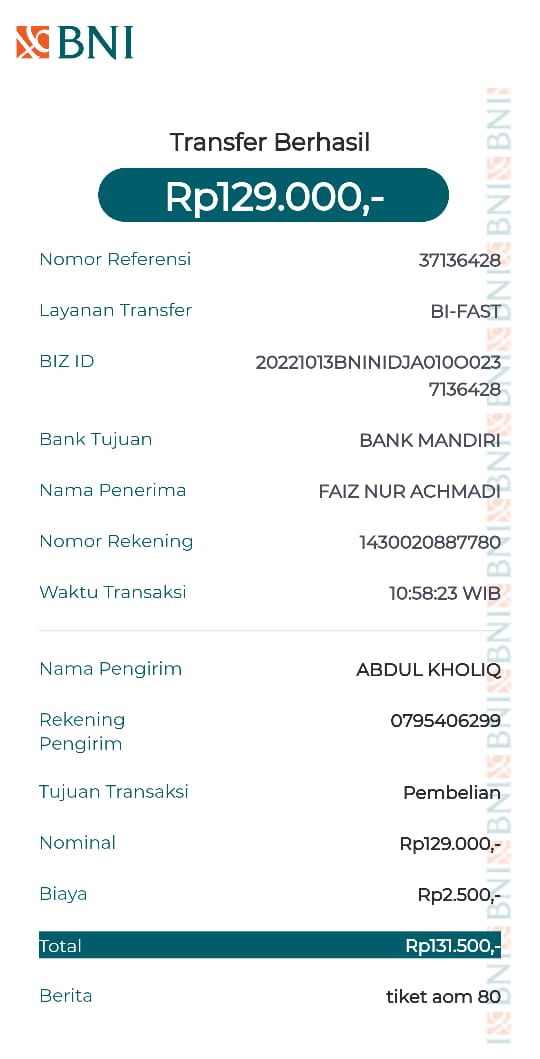 BNI
Transfer Berhasil
Rp129.000,-
Nomor Referensi 37136428
Layanan Transfer BI-FAST
BIZ ID 20221013BNINIDJA010O023
7136428
Bank Tujuan BANK MANDIRI
Nama Penerima FAIZ NUR ACHMADI
Nomor Rekening 1430020887780
Waktu Transaksi 10:58:23 WIB
Nama Pengirim ABDUL KHOLIQ
Rekening 0795406299
Pengirim
Tujuan Transaksi Pembelian
Nominal Rp129.000,-
Biaya Rp2.500,-
Total Rp131.500,-
Berita tiket aom 80
BNI BNI BNI BNI BNI BNI BNI BNI BNI BNI BNI